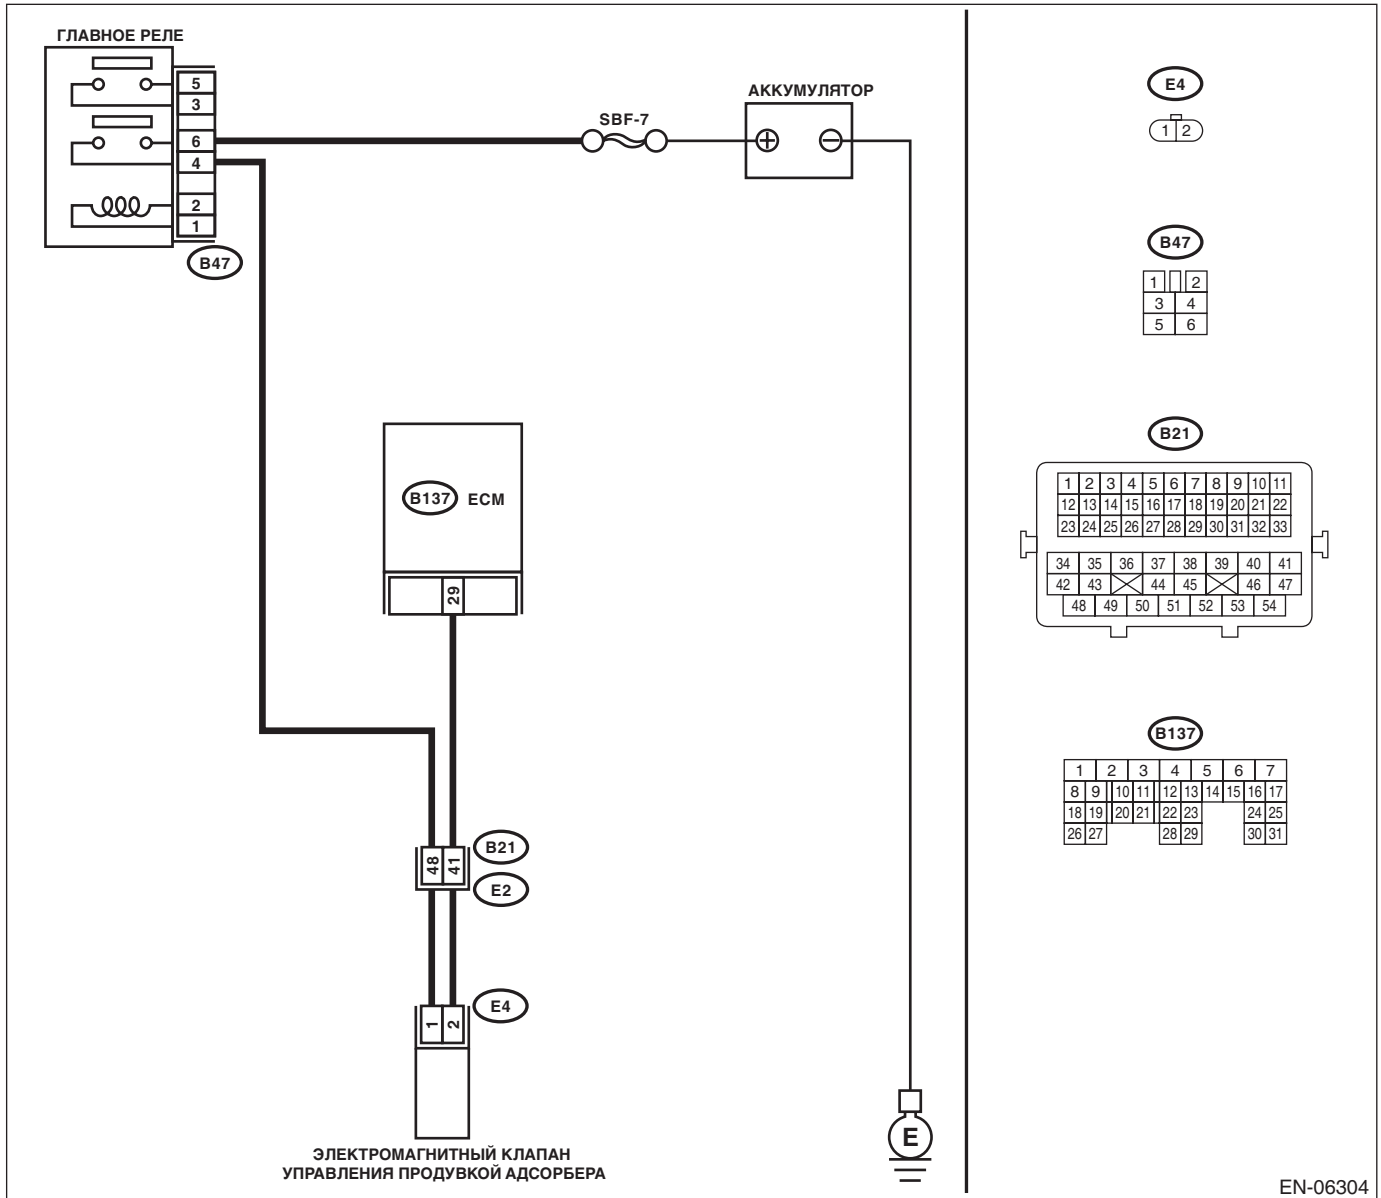 ГЛАВНОЕ РЕЛЕ
5
3
6
4
2
1
B47
SBF-7
АККУМУЛЯТОР
+
−
B137 ECM
29
48 41
B21
E2
E4
1 2
ЭЛЕКТРОМАГНИТНЫЙ КЛАПАН
УПРАВЛЕНИЯ ПРОДУВКОЙ АДСОРБЕРА
E
E4
1 2
B47
1 2
3 4
5 6
B21
1 2 3 4 5 6 7 8 9 10 11
12 13 14 15 16 17 18 19 20 21 22
23 24 25 26 27 28 29 30 31 32 33
34 35 36 37 38 39 40 41
42 43 44 45 46 47
48 49 50 51 52 53 54
B137
1 2 3 4 5 6 7
8 9 10 11 12 13 14 15 16 17
18 19 20 21 22 23 24 25
26 27 28 29 30 31
EN-06304